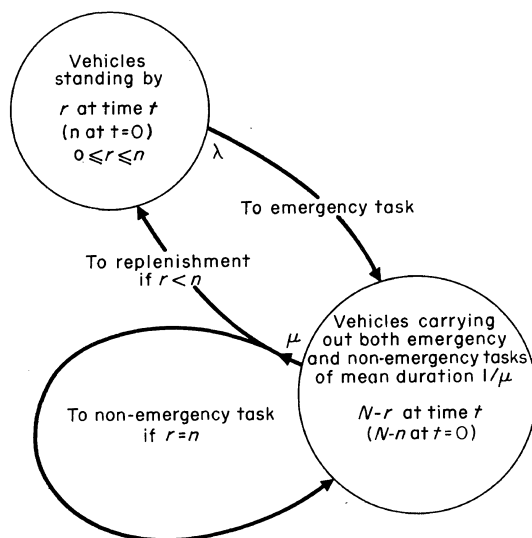 Vehicles
standing by
r at time t
(n at t=0)
0⩽r⩽n
λ
To emergency task
To replenishment
if r<n
μ
Vehicles carrying
out both emergency
and non-emergency tasks
of mean duration 1/μ
N-r at time t
(N-n at t=0)
To non-emergency task
if r=n